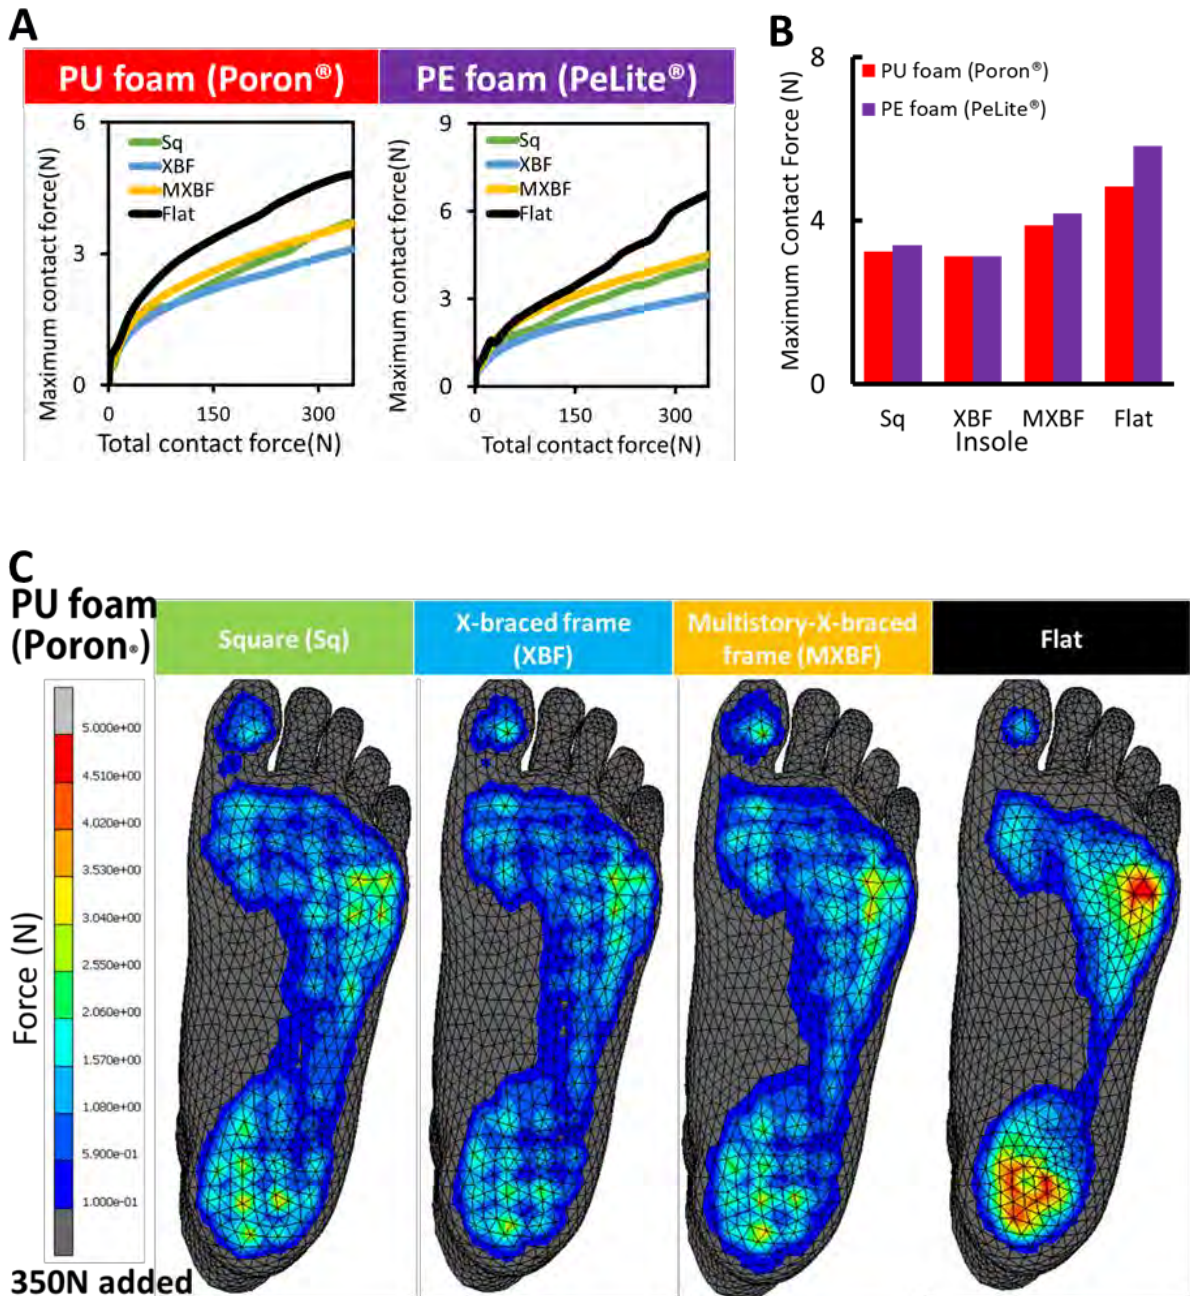 A
PU foam (Poron®)
PE foam (PeLite®)
Maximum contact force(N)
6
3
0
Sq
XBF
MXBF
Flat
0 150 300
Total contact force(N)
Maximum contact force(N)
9
6
3
0
Sq
XBF
MXBF
Flat
0 150 300
Total contact force(N)
B
Maximum Contact Force (N)
8
4
0
PU foam (Poron®)
PE foam (PeLite®)
Sq XBF MXBF Flat
Insole
C
PU foam
(Poron®)
Square (Sq)
X-braced frame
(XBF)
Multistory-X-braced
frame (MXBF)
Flat
Force (N)
5.000e+00
4.510e+00
4.020e+00
3.530e+00
3.040e+00
2.550e+00
2.060e+00
1.570e+00
1.080e+00
5.900e-01
1.000e-01
350N added